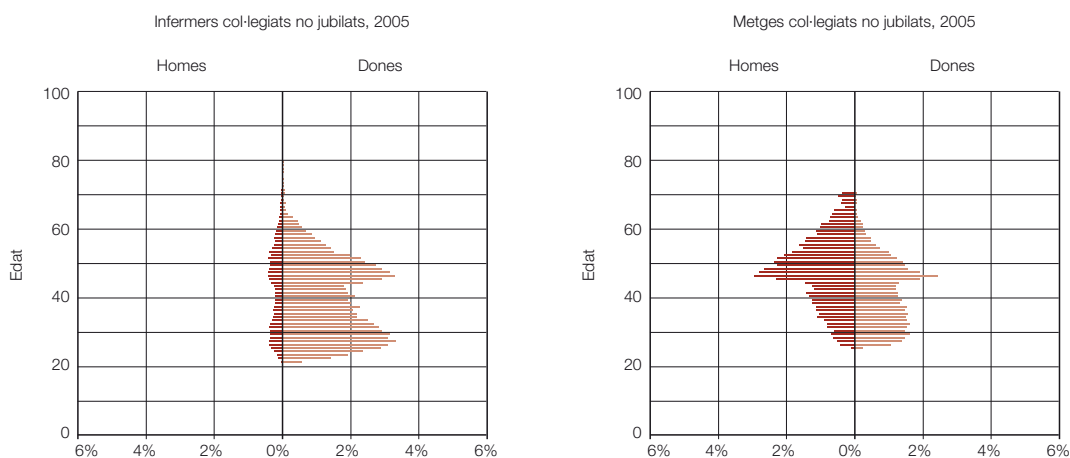 Infermers col·legiats no jubilats, 2005
Homes Dones
100
80
60
40
20
0
Edat
6% 4% 2% 0% 2% 4% 6%
Metges col·legiats no jubilats, 2005
Homes Dones
100
80
60
40
20
0
Edat
6% 4% 2% 0% 2% 4% 6%